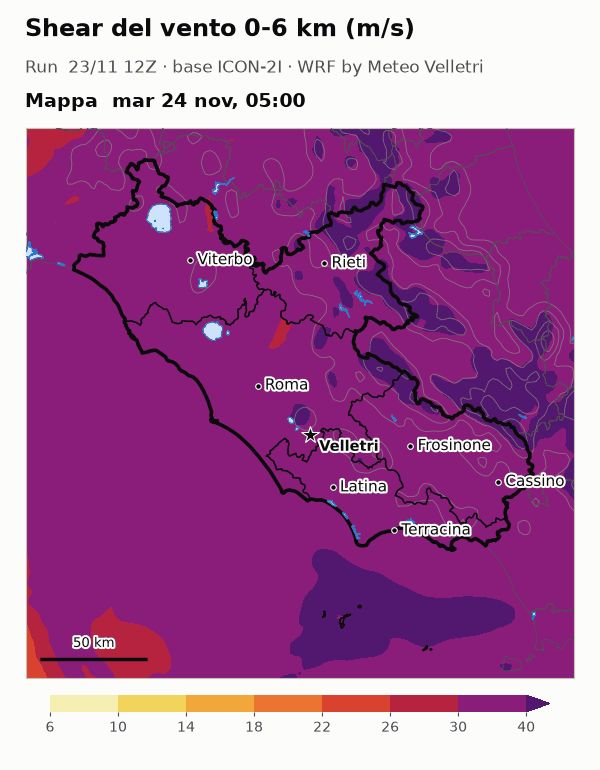 Shear del vento 0-6 km (m/s)
Run  23/11 12Z · base ICON-2I · WRF by Meteo Velletri
Mappa  mar 24 nov, 05:00
Viterbo
Rieti
Roma
Velletri
Frosinone
Latina
Cassino
Terracina
50 km
6 10 14 18 22 26 30 40